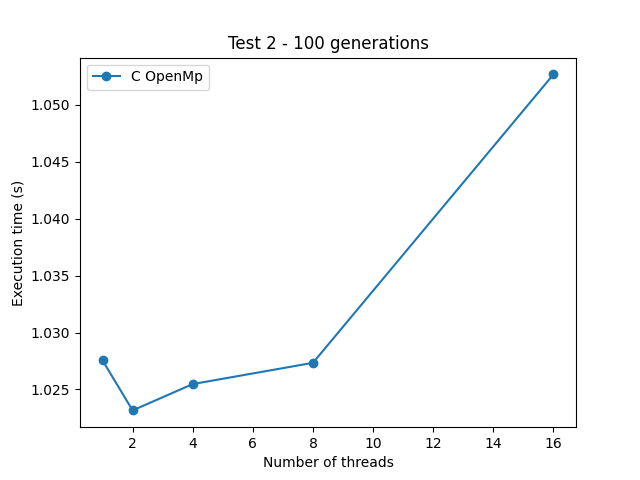 Test 2 - 100 generations
C OpenMp
1.050
1.045
1.040
1.035
1.030
1.025
Execution time (s)
2 4 6 8 10 12 14 16
Number of threads